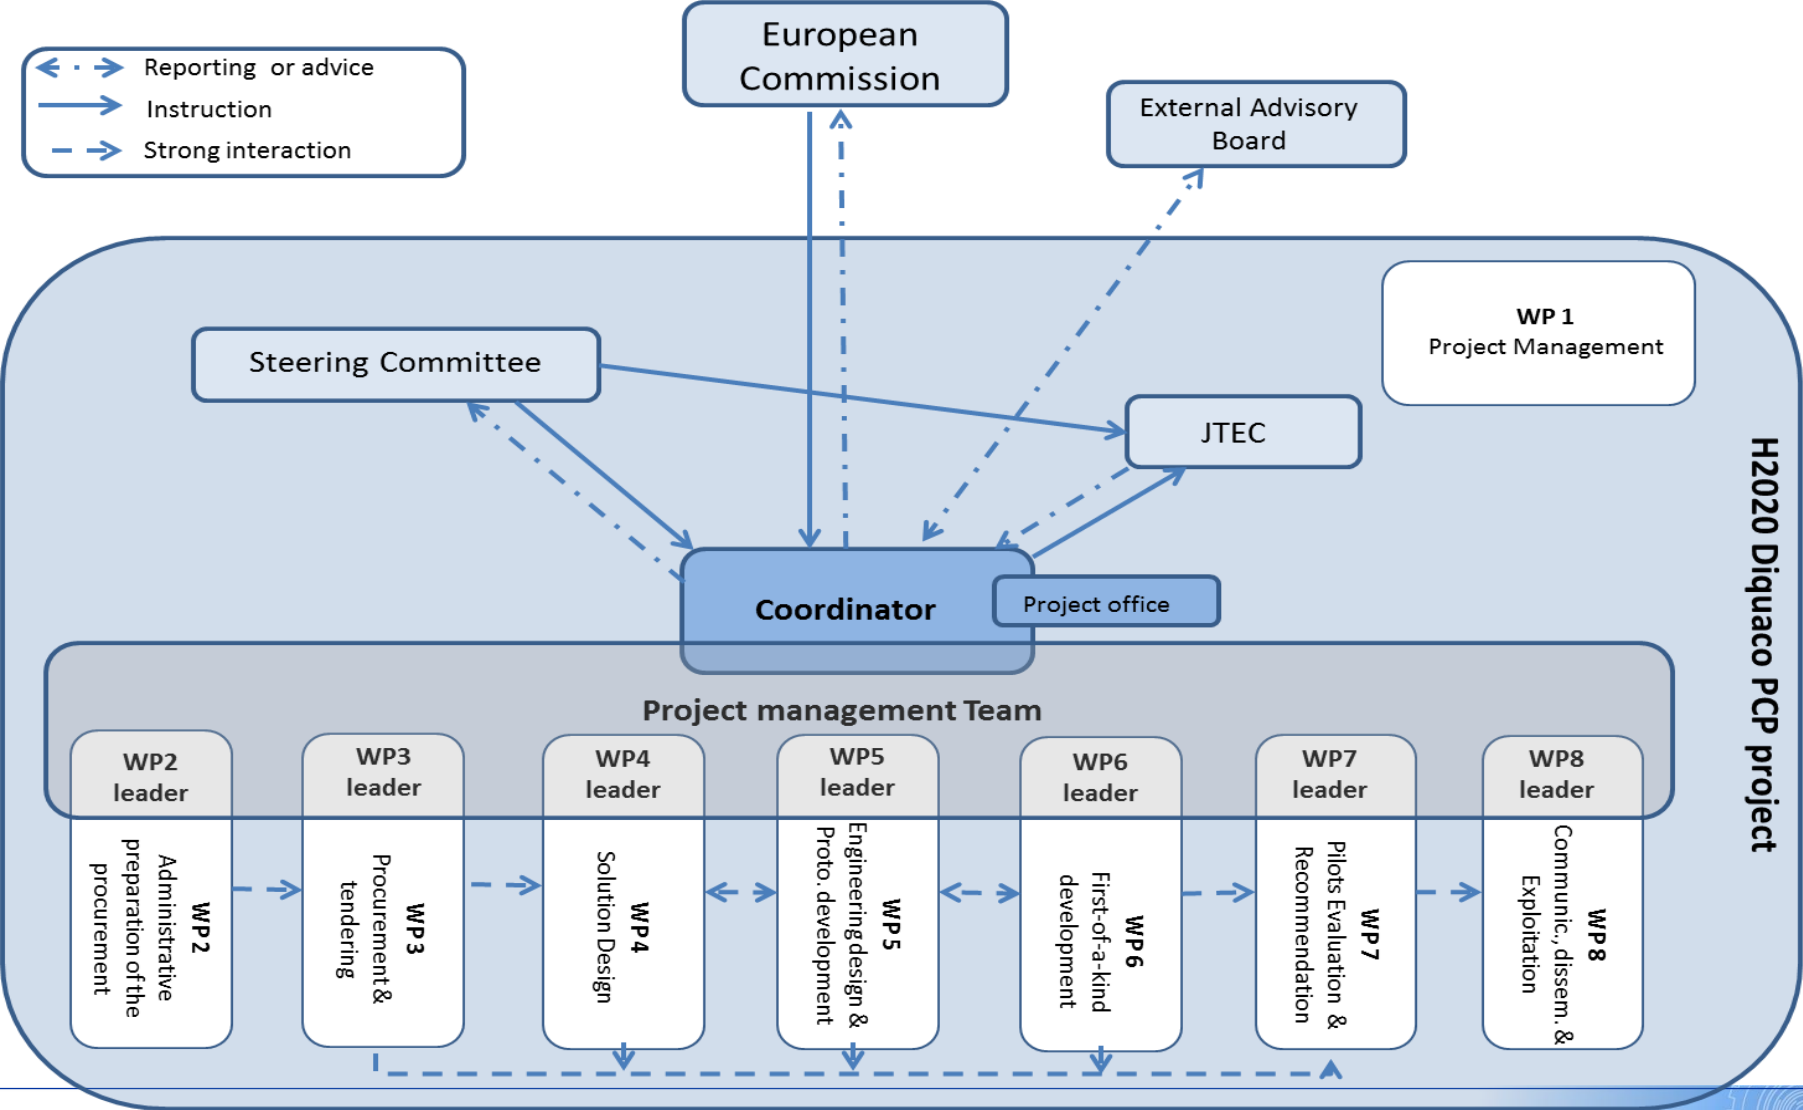 Reporting or advice
Instruction
Strong interaction
European
Commission
External Advisory
Board
WP 1
Project Management
Steering Committee
JTEC
H2020 Diquaco PCP project
Coordinator
Project office
Project management Team
WP2
leader
WP3
leader
WP4
leader
WP5
leader
WP6
leader
WP7
leader
WP8
leader
WP2
Administrative
preparation of the
procurement
WP3
Procurement &
tendering
WP4
Solution Design
WP5
Engineering design &
Proto. development
WP6
First-of-a-kind
development
WP7
Pilots Evaluation &
Recommendation
WP8
Communic., dissem. &
Exploitation